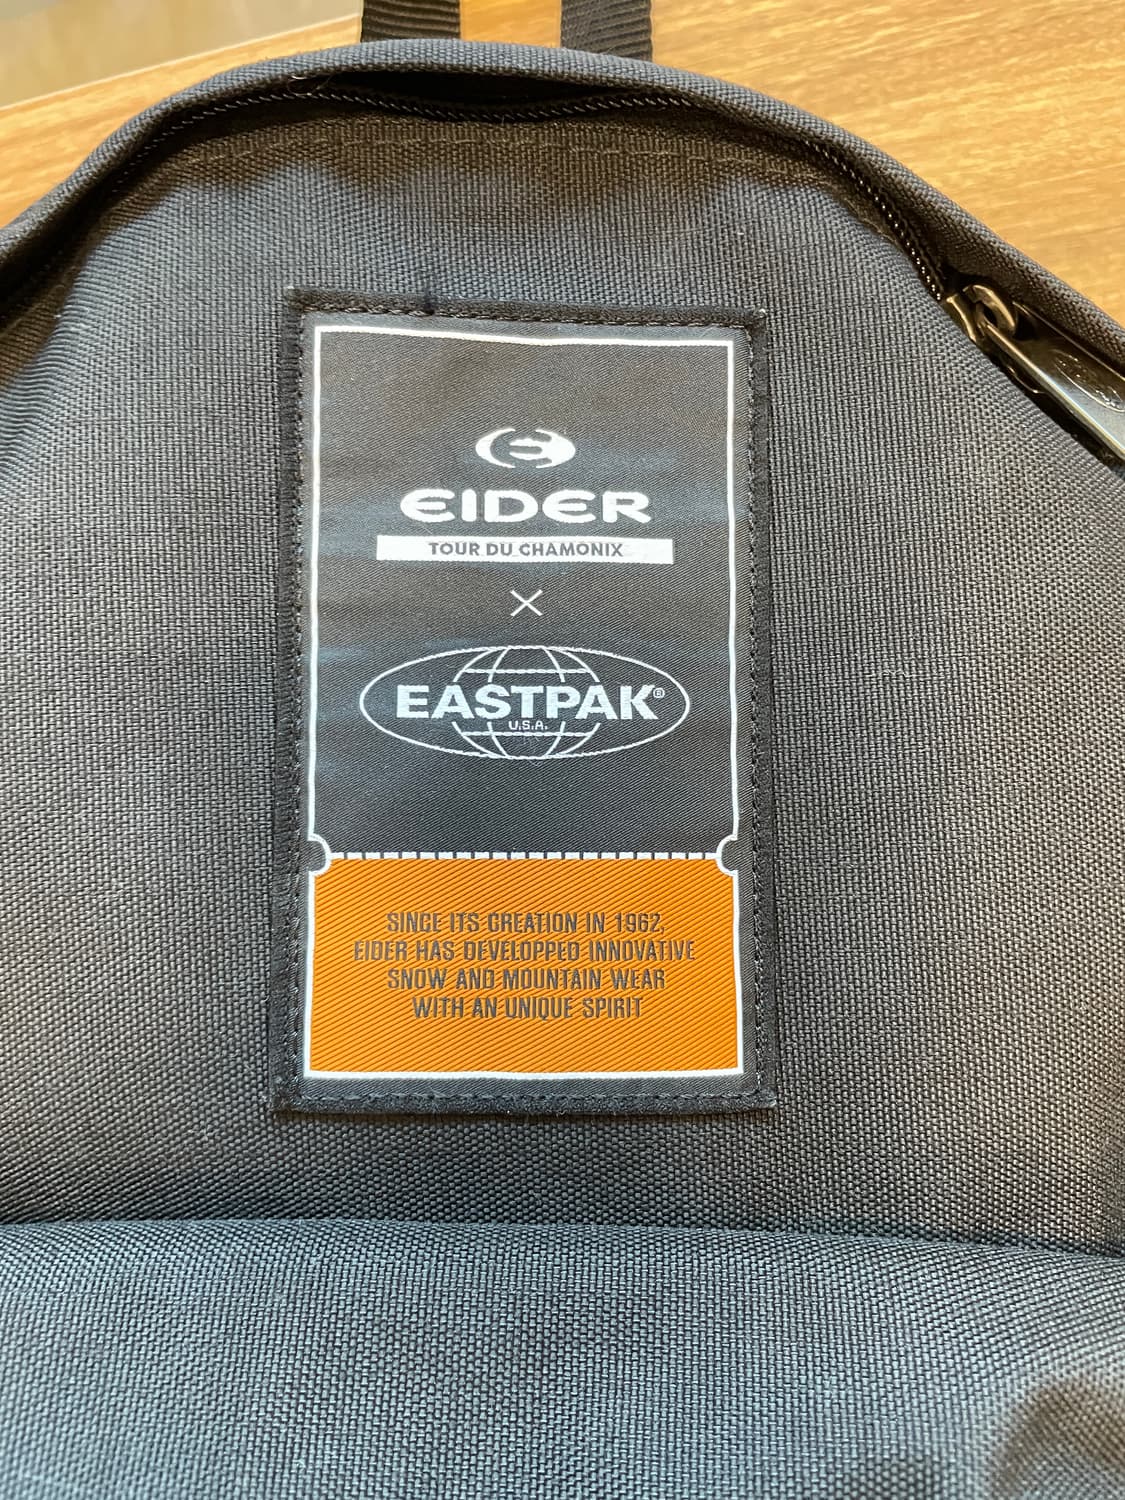 EIDER
TOUR DU CHAMONIX
×
EASTPAK®
U.S.A.
SINCE ITS CREATION IN 1962,
EIDER HAS DEVELOPPED INNOVATIVE
SNOW AND MOUNTAIN WEAR
WITH AN UNIQUE SPIRIT